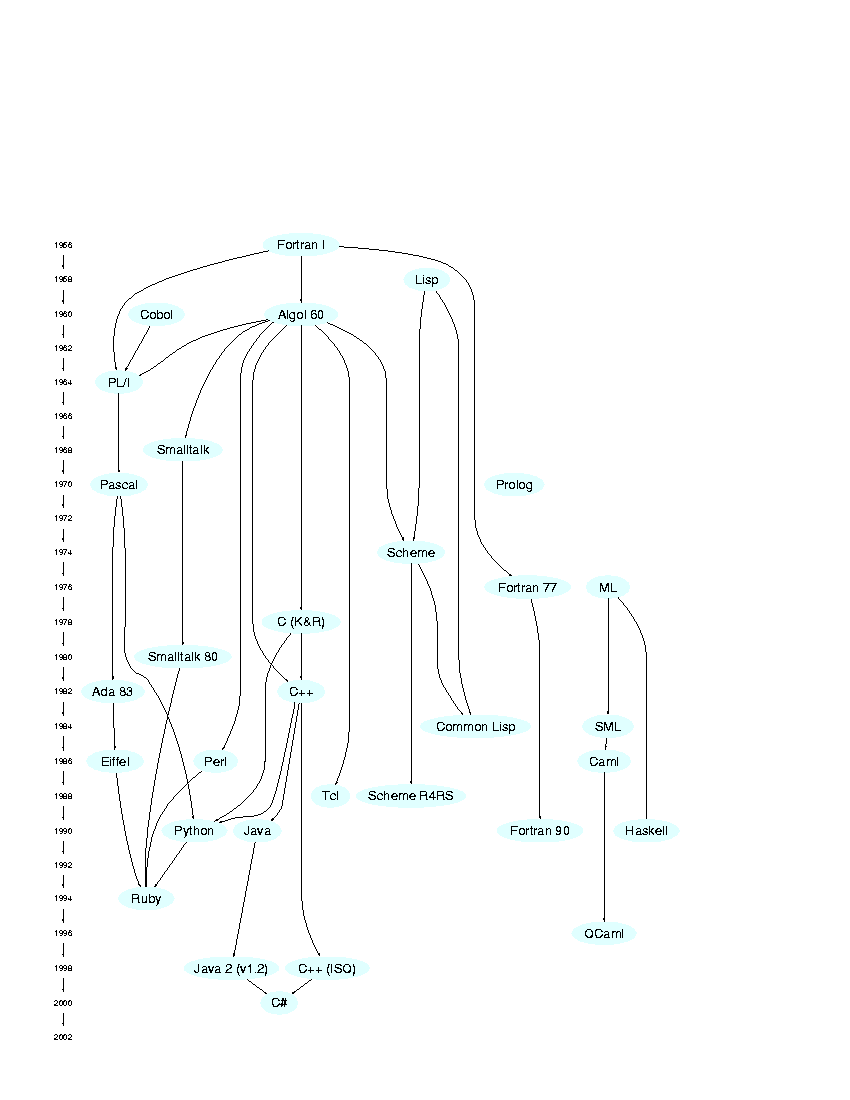 1956
Fortran I
1958
Lisp
1960
Cobol
Algol 60
1962
1964
PL/I
1966
1968
Smalltalk
1970
Pascal
Prolog
1972
1974
Scheme
1976
Fortran 77
ML
1978
C (K&R)
1980
Smalltalk 80
1982
Ada 83
C++
1984
Common Lisp
SML
1986
Eiffel
Perl
Caml
1988
Tcl
Scheme R4RS
1990
Python
Java
Fortran 90
Haskell
1992
1994
Ruby
1996
OCaml
1998
Java 2 (v1.2)
C++ (ISO)
2000
C#
2002